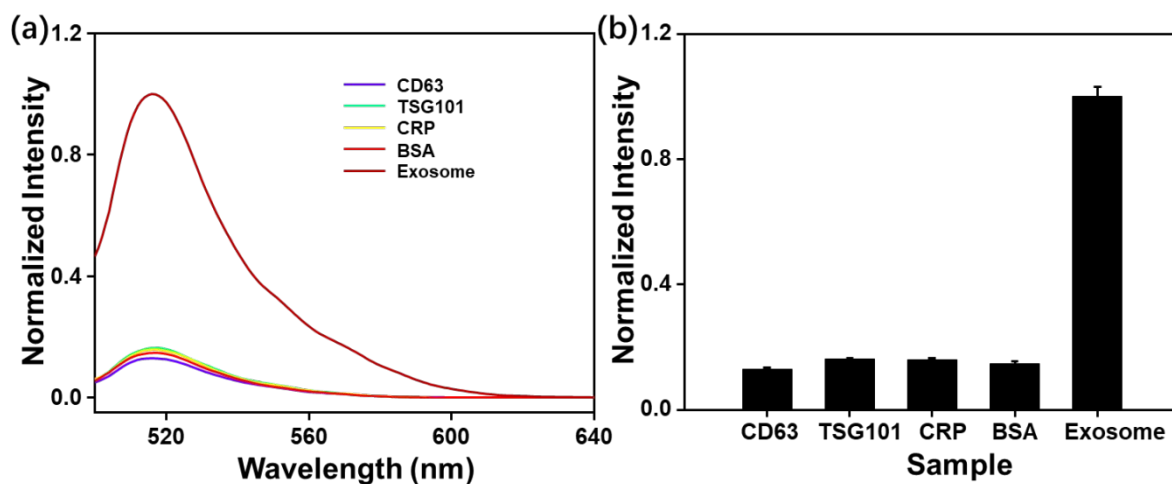 (a)
Normalized Intensity
1.2
0.8
0.4
0.0
CD63
TSG101
CRP
BSA
Exosome
520 560 600 640
Wavelength (nm)
(b)
Normalized Intensity
1.2
0.8
0.4
0.0
CD63 TSG101 CRP BSA Exosome
Sample